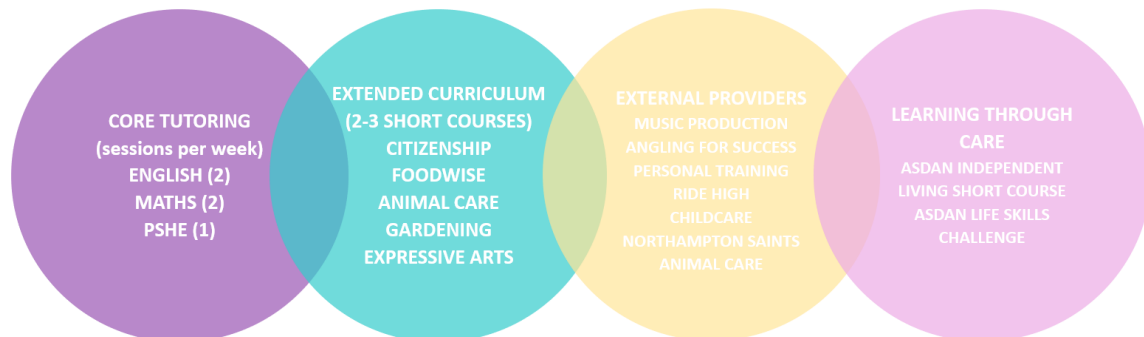 CORE TUTORING
(sessions per week)
ENGLISH (2)
MATHS (2)
PSHE (1)
EXTENDED CURRICULUM
(2-3 SHORT COURSES)
CITIZENSHIP
FOODWISE
ANIMAL CARE
GARDENING
EXPRESSIVE ARTS
EXTERNAL PROVIDERS
MUSIC PRODUCTION
ANGLING FOR SUCCESS
PERSONAL TRAINING
RIDE HIGH
CHILDCARE
NORTHAMPTON SAINTS
ANIMAL CARE
LEARNING THROUGH
CARE
ASDAN INDEPENDENT
LIVING SHORT COURSE
ASDAN LIFE SKILLS
CHALLENGE